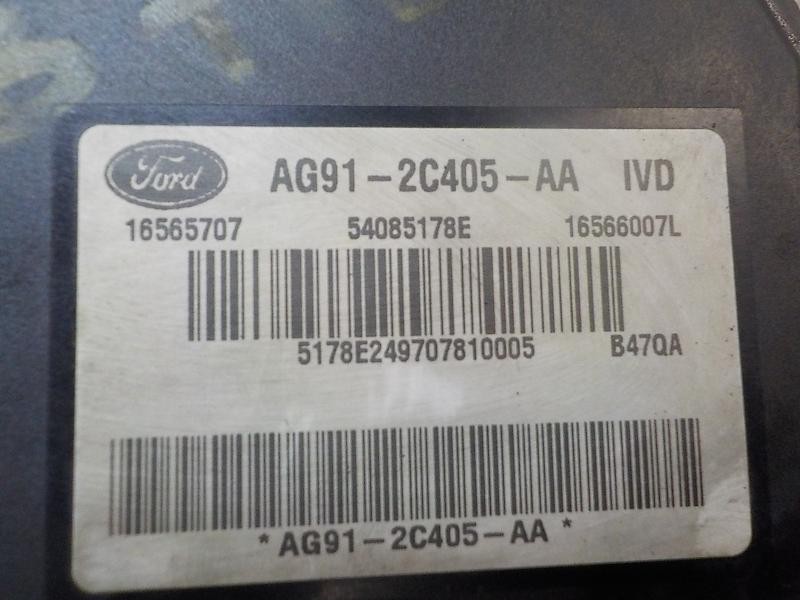 Ford AG91-2C405-AA IVD
16565707 54085178E 16566007L
5178E249707810005 B47QA
*AG91-2C405-AA*